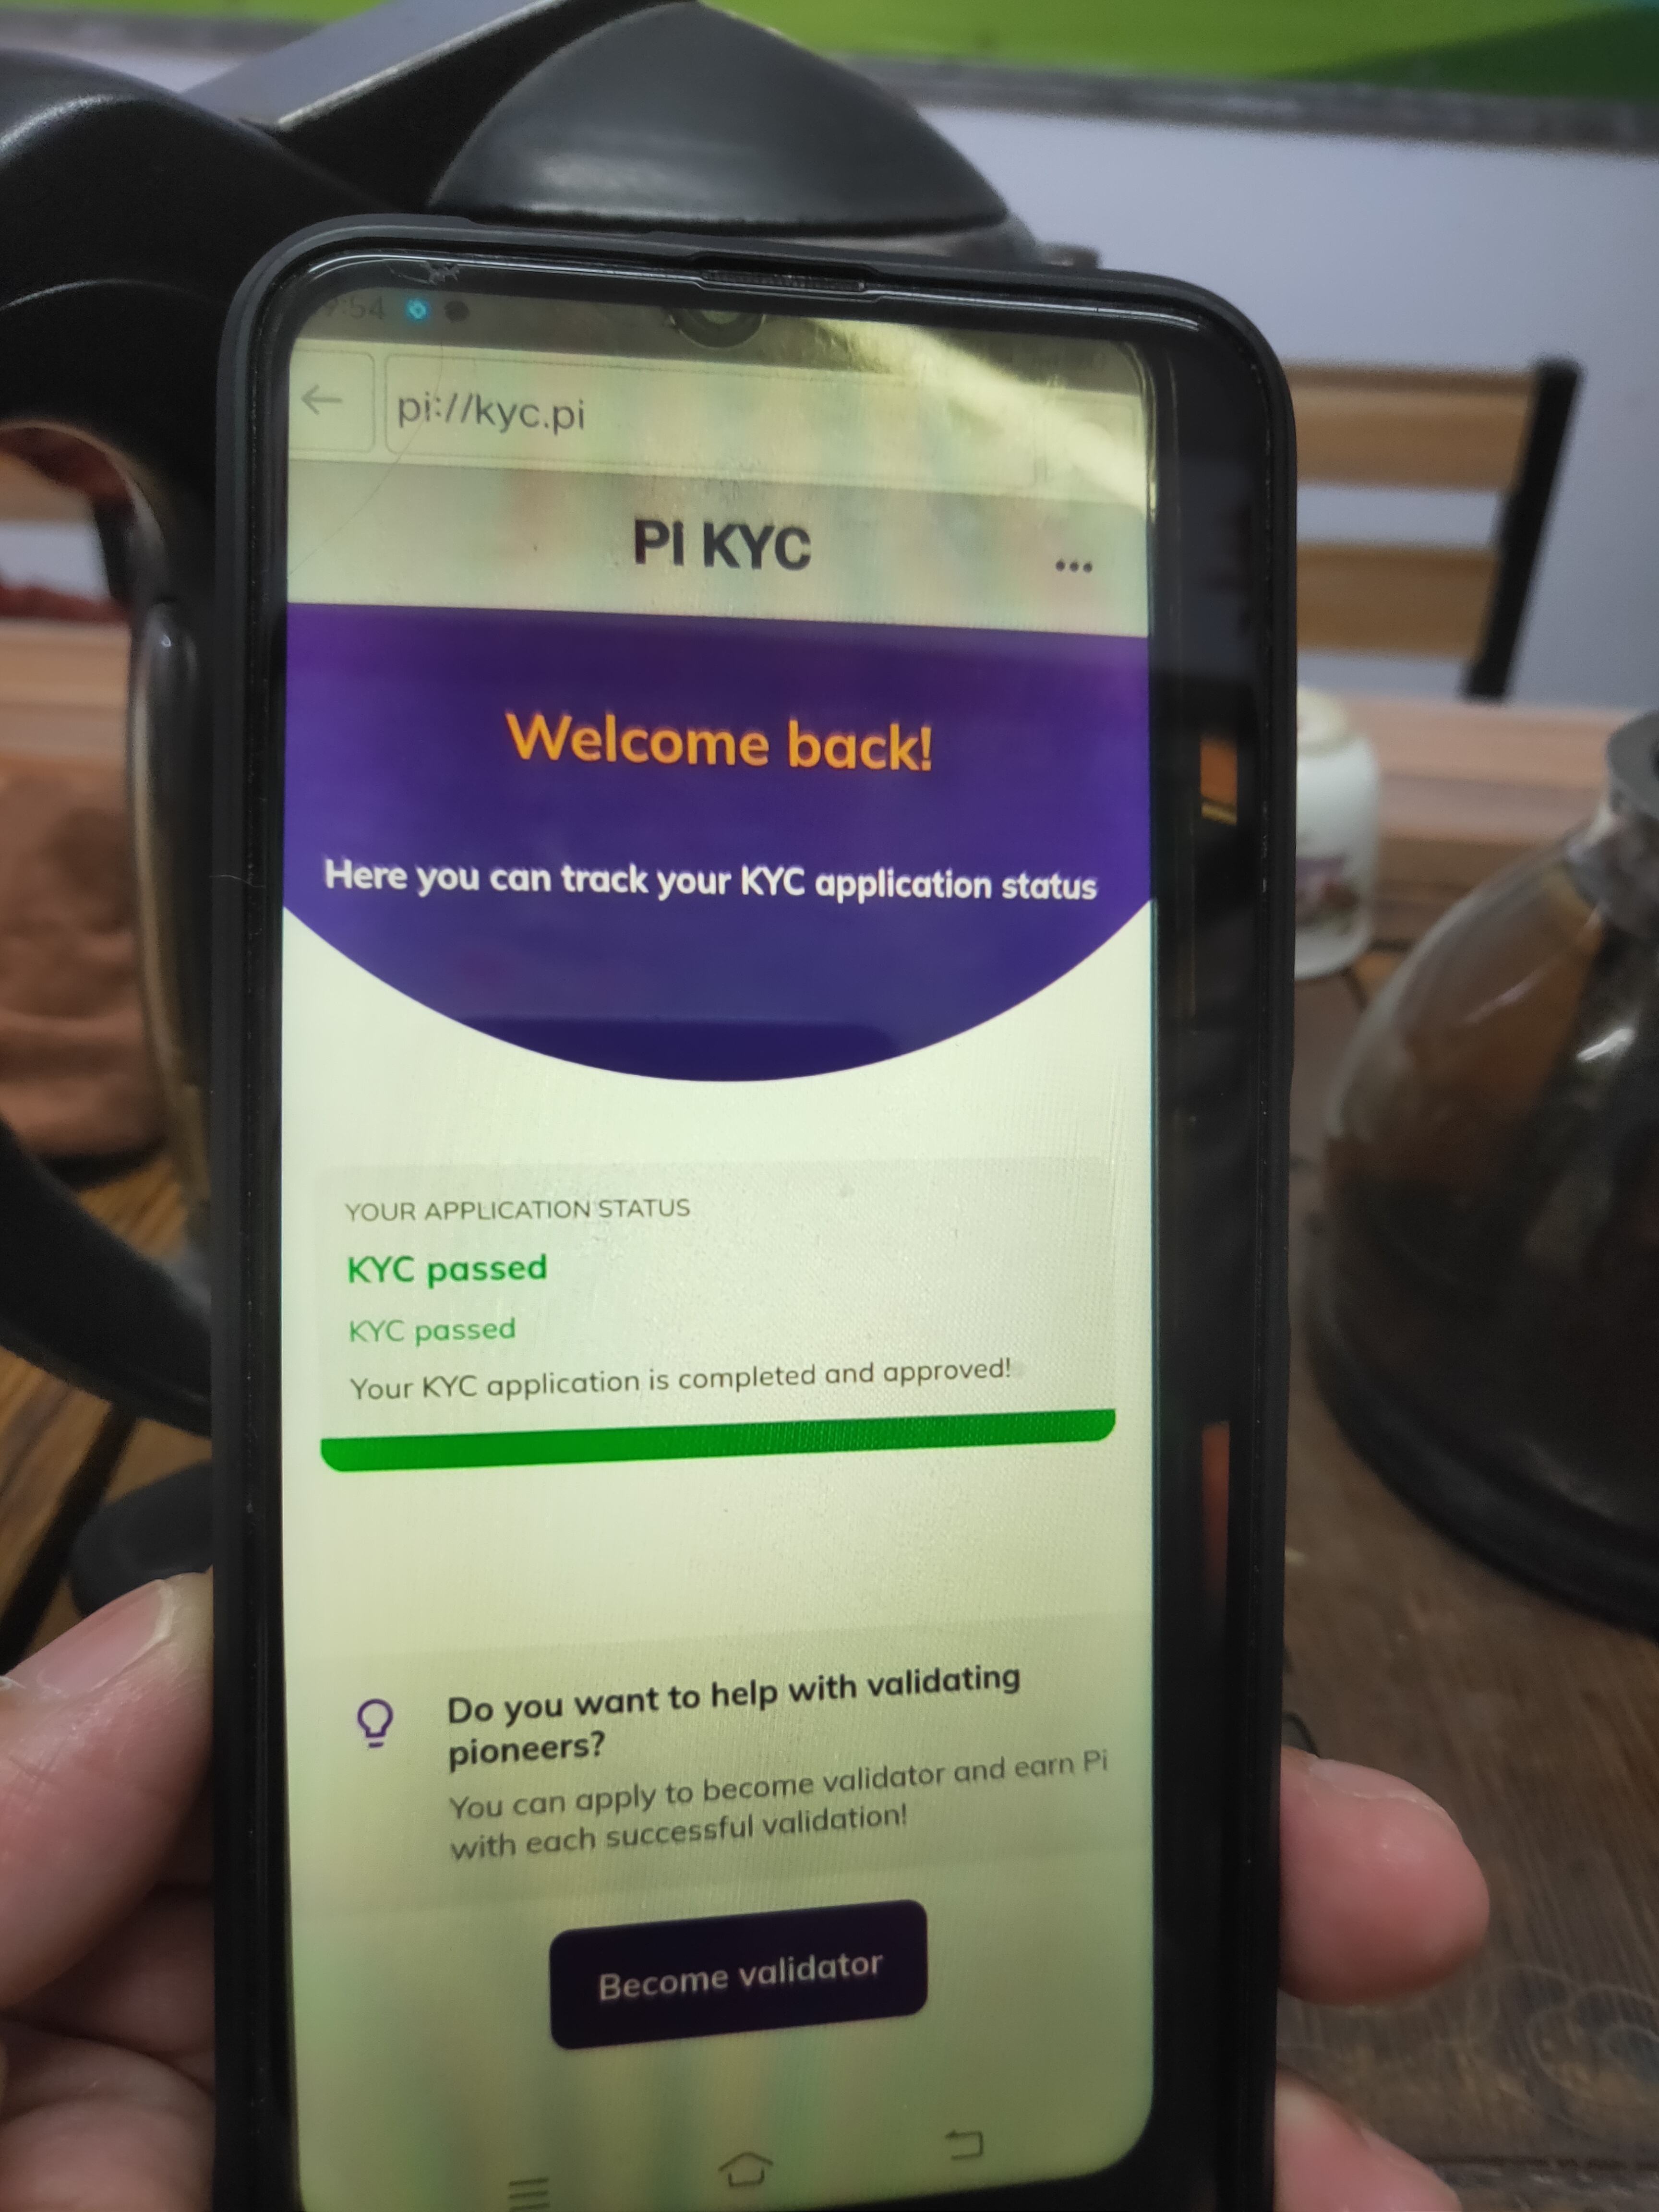 pi://kyc.pi
PI KYC
Welcome back!
Here you can track your KYC application status
YOUR APPLICATION STATUS
KYC passed
KYC passed
Your KYC application is completed and approved!
Do you want to help with validating
pioneers?
You can apply to become validator and earn Pi
with each successful validation!
Become validator